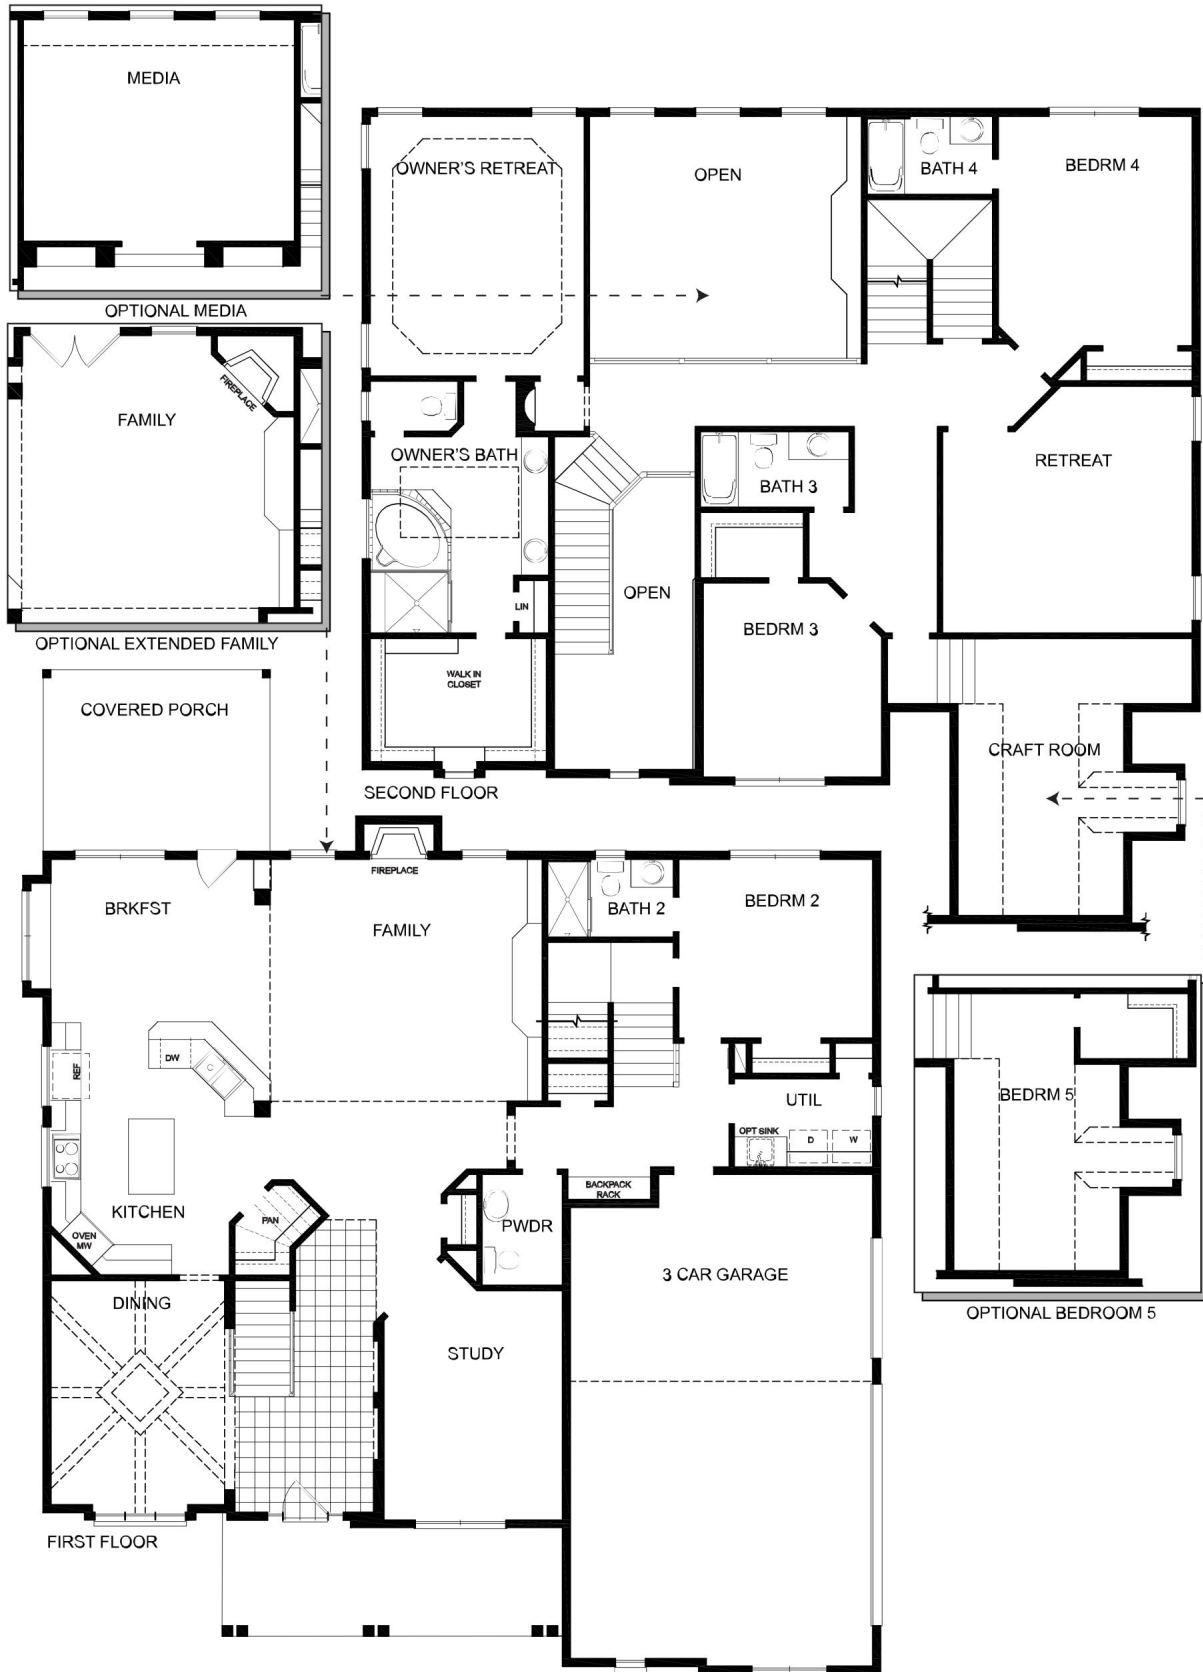 MEDIA
OPTIONAL MEDIA
FIREPLACE
FAMILY
OPTIONAL EXTENDED FAMILY
OWNER'S RETREAT
OPEN
BATH 4
BEDRM 4
OWNER'S BATH
BATH 3
RETREAT
LIN
OPEN
BEDRM 3
WALK IN
CLOSET
CRAFT ROOM
SECOND FLOOR
COVERED PORCH
FIREPLACE
BRKFST
FAMILY
BATH 2
BEDRM 2
DW
REF
UTIL
OPT SINK
D
W
BACKPACK
RACK
KITCHEN
PAN
OVEN
MW
PWDR
3 CAR GARAGE
DINING
STUDY
FIRST FLOOR
BEDRM 5
OPTIONAL BEDROOM 5